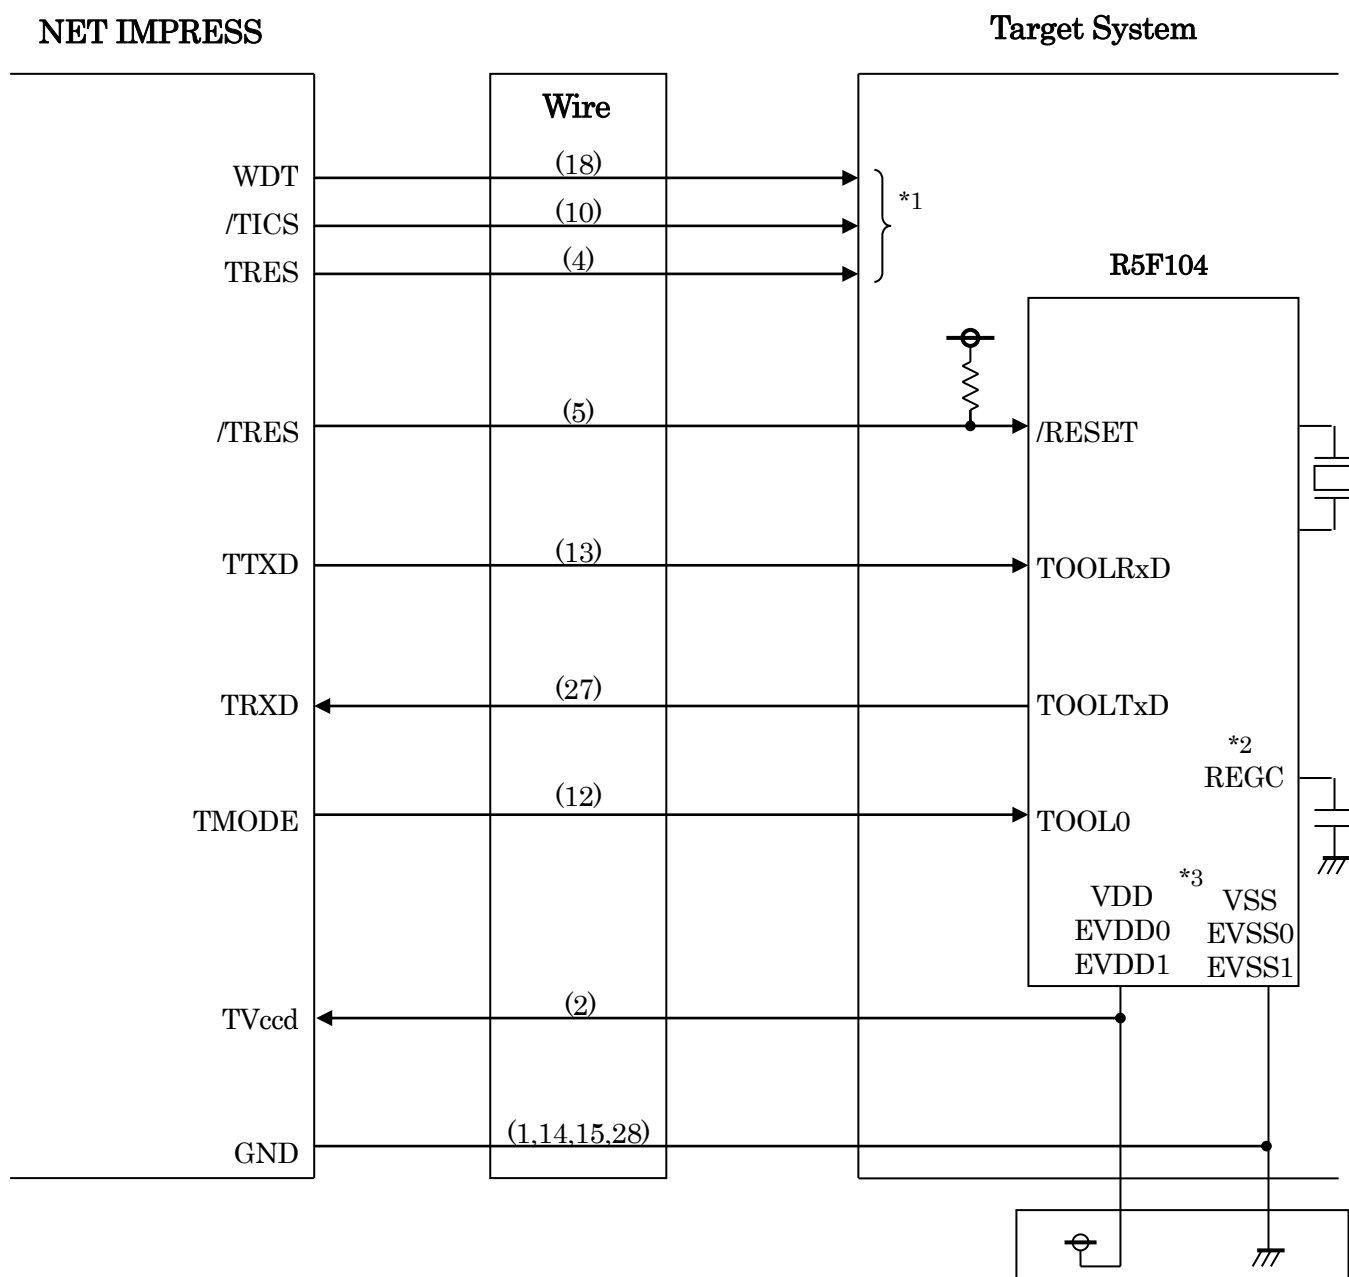 NET IMPRESS
Target System
Wire
WDT
(18)
*1
/TICS
(10)
TRES
(4)
R5F104
/TRES
(5)
/RESET
TTXD
(13)
TOOLRxD
TRXD
(27)
TOOLTxD
*2
REGC
TMODE
(12)
TOOL0
*3
VDD
VSS
EVDD0
EVSS0
EVDD1
EVSS1
TVccd
(2)
GND
(1,14,15,28)